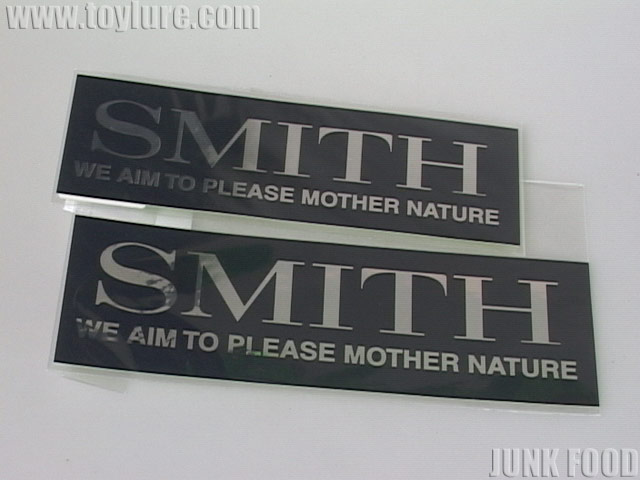 www.toylure.com
SMITH
WE AIM TO PLEASE MOTHER NATURE
SMITH
WE AIM TO PLEASE MOTHER NATURE
JUNK FOOD